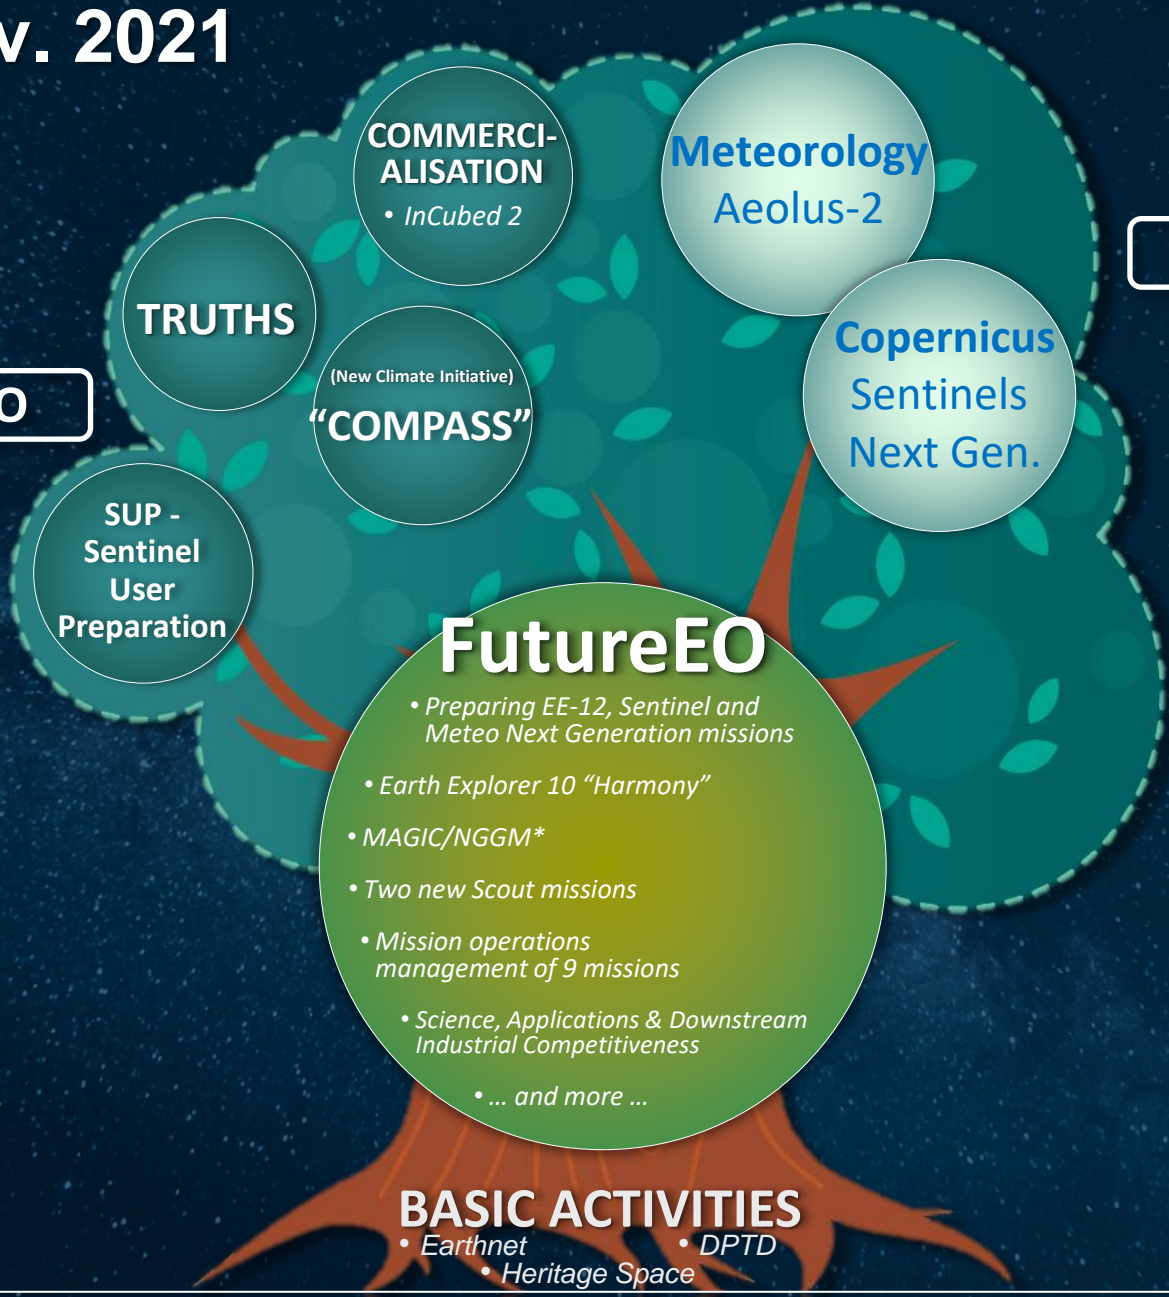 v. 2021
COMMERCI-
ALISATION
• InCubed 2
Meteorology
Aeolus-2
TRUTHS
(New Climate Initiative)
“COMPASS”
Copernicus
Sentinels
Next Gen.
O
SUP -
Sentinel
User
Preparation
FutureEO
• Preparing EE-12, Sentinel and
Meteo Next Generation missions
• Earth Explorer 10 “Harmony”
• MAGIC/NGGM*
• Two new Scout missions
• Mission operations
management of 9 missions
• Science, Applications & Downstream
Industrial Competitiveness
• … and more …
BASIC ACTIVITIES
• Earthnet • DPTD
• Heritage Space